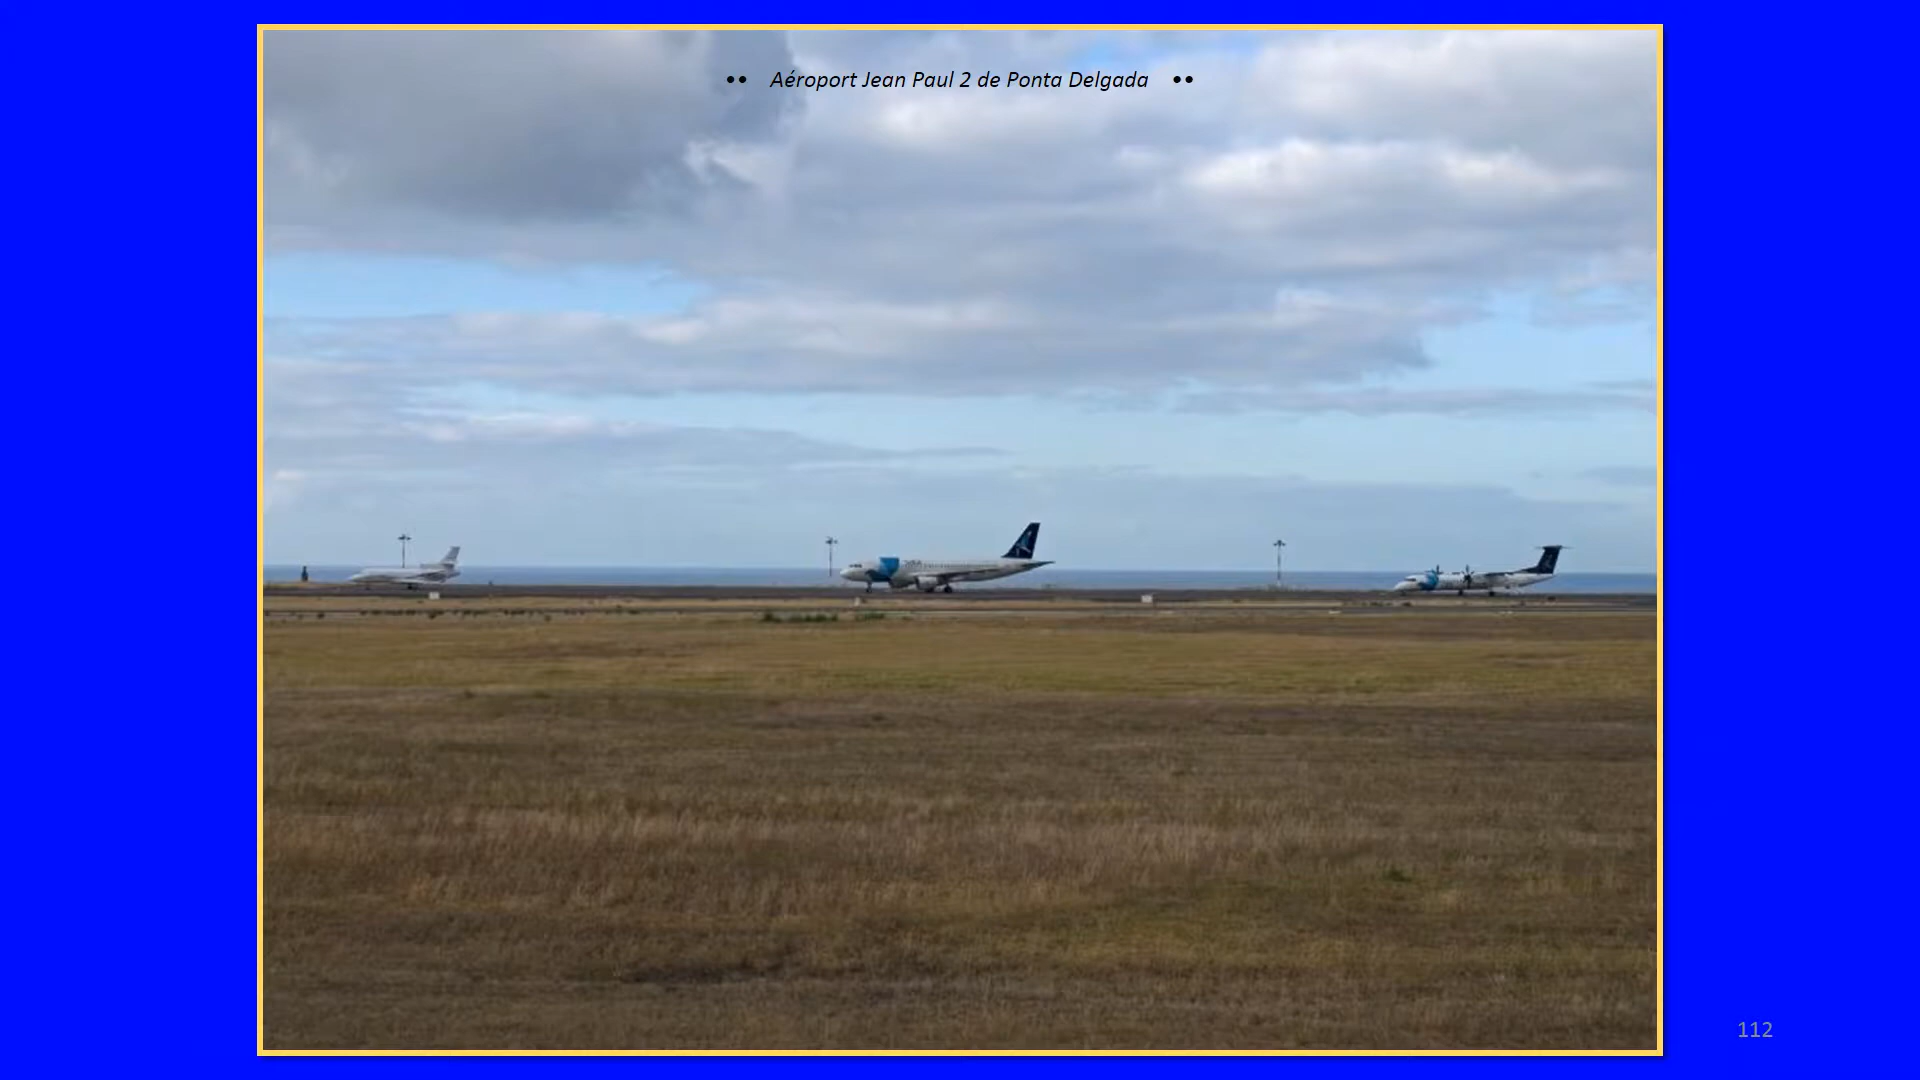 •• Aéroport Jean Paul 2 de Ponta Delgada ••
112